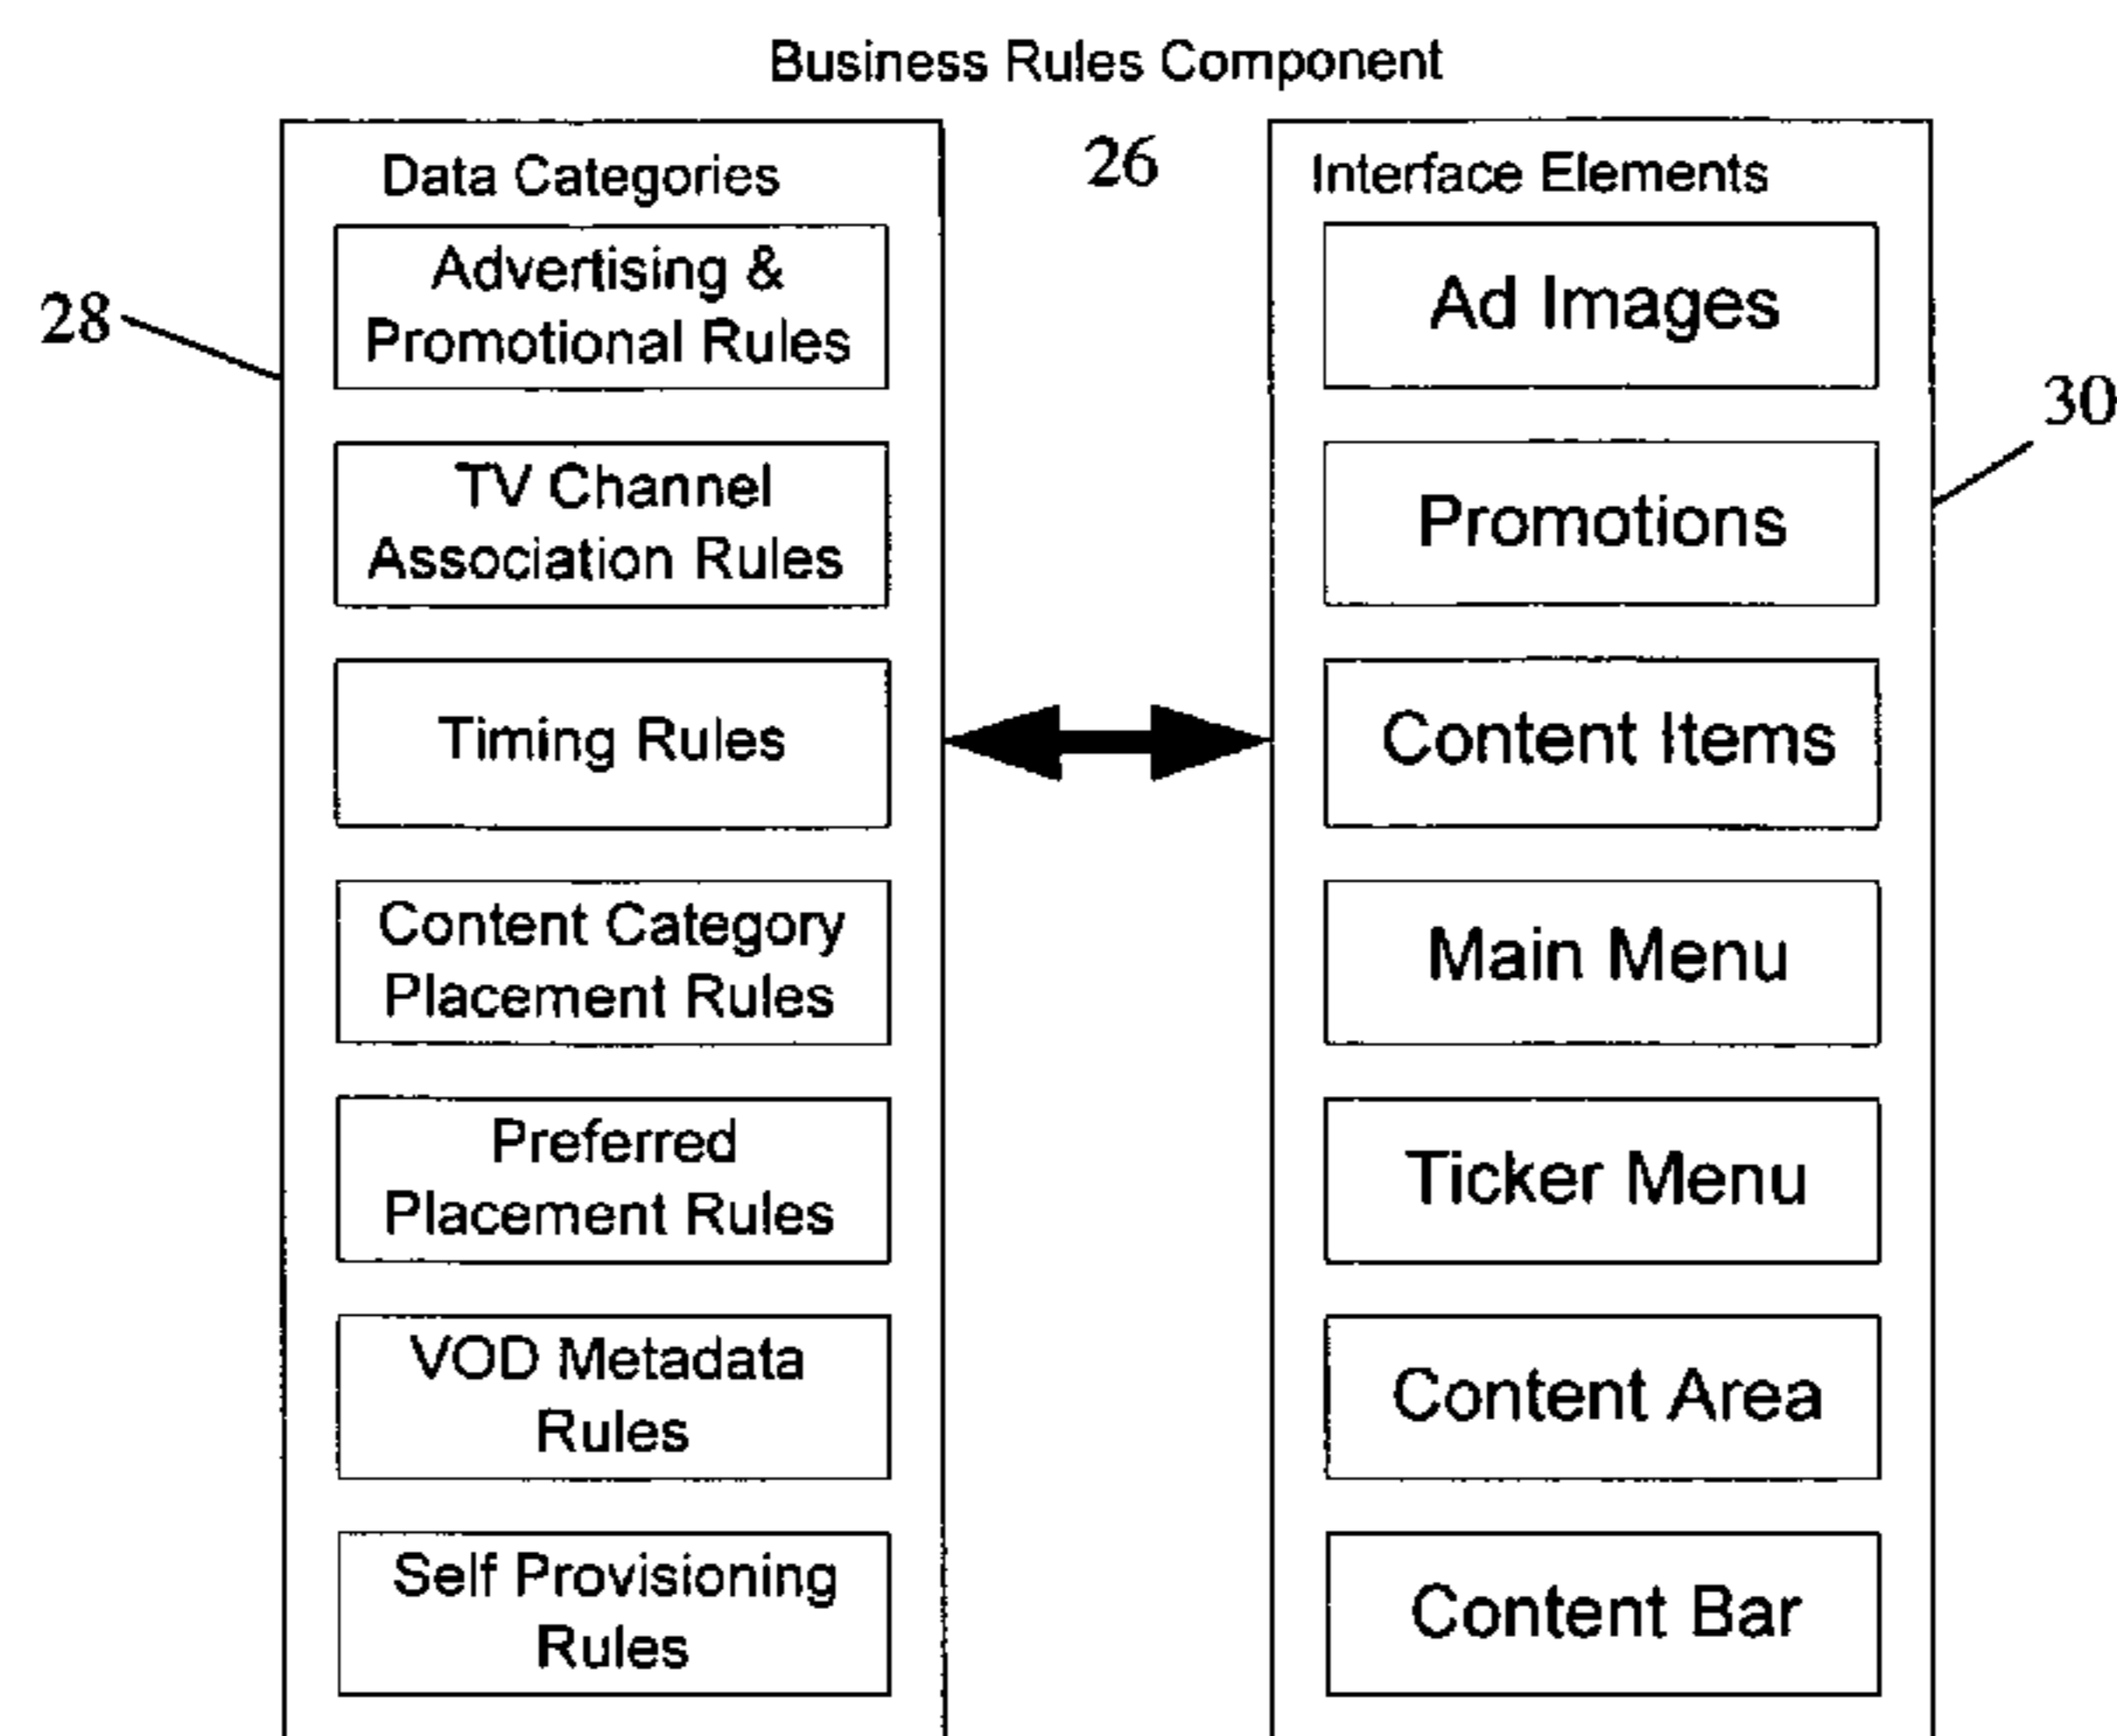 Business Rules Component
26
28
Data Categories
Advertising &
Promotional Rules
TV Channel
Association Rules
Timing Rules
Content Category
Placement Rules
Preferred
Placement Rules
VOD Metadata
Rules
Self Provisioning
Rules
Interface Elements
30
Ad Images
Promotions
Content Items
Main Menu
Ticker Menu
Content Area
Content Bar